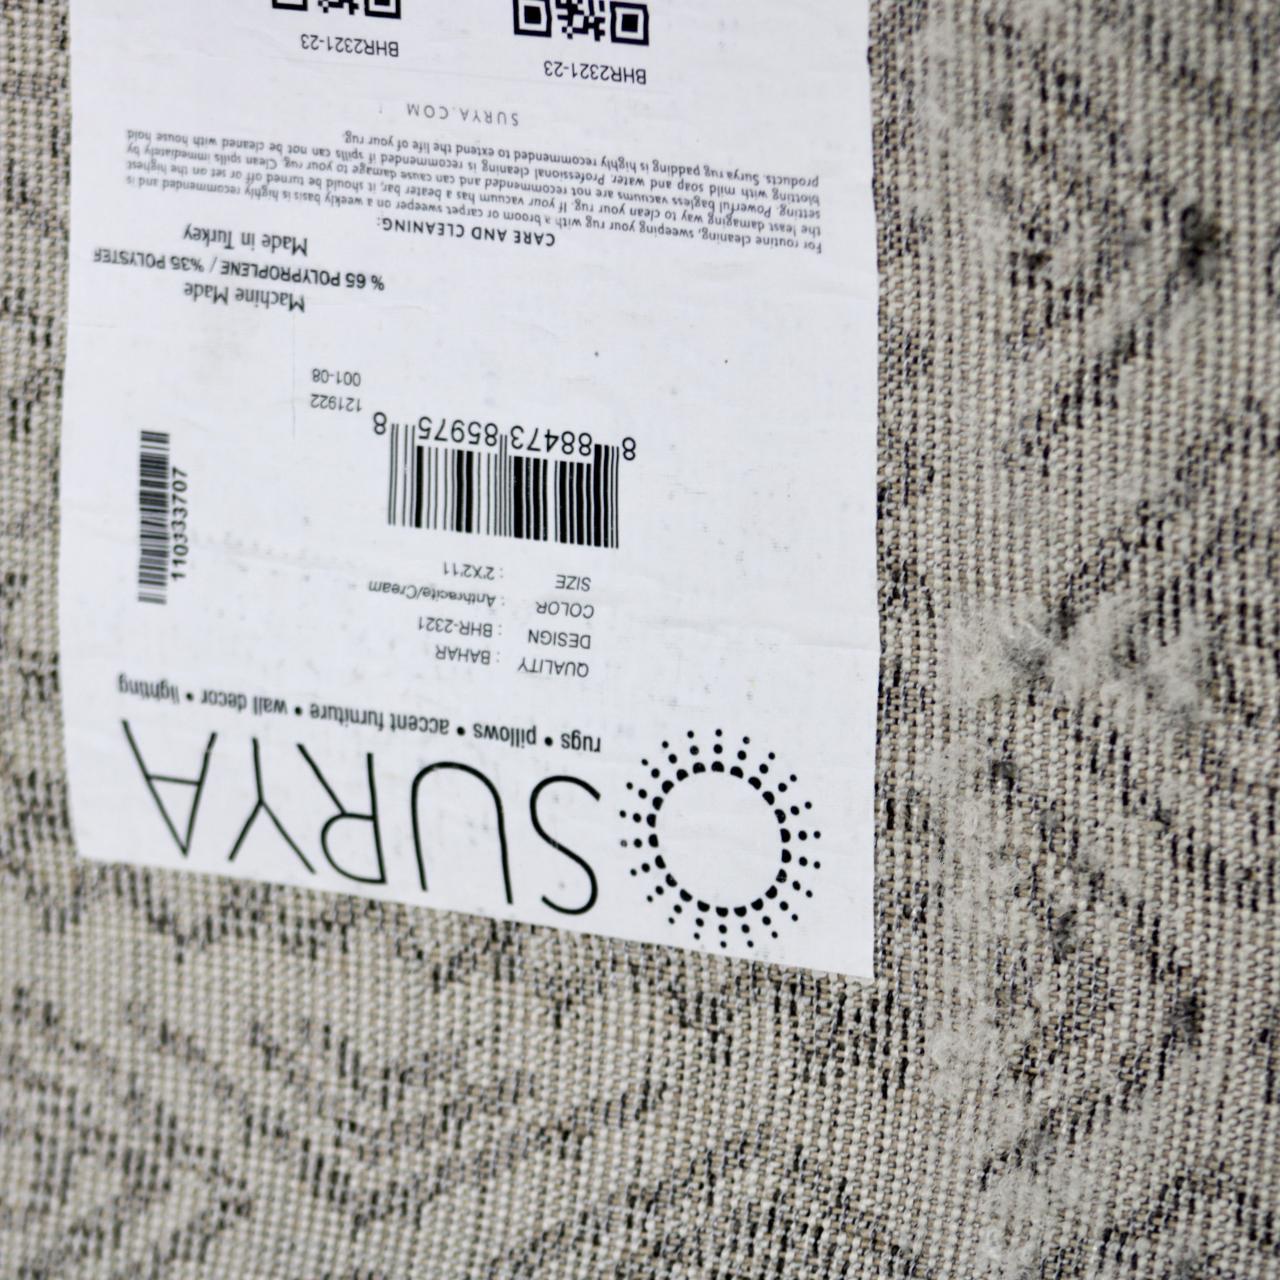 SURYA
rugs • pillows • accent furniture • wall decor • lighting
QUALITY : BAHAR
DESIGN : BHR-2321
COLOR : Anthracite/Cream
SIZE : 2'X2'11
110333707
8 88473 85975 8
121922
001-08
Machine Made
% 65 POLYPROPLENE / %35 POLYSTER
Made in Turkey
CARE AND CLEANING:
For routine cleaning, sweeping your rug with a broom or carpet sweeper on a weekly basis is highly recommended and is
the least damaging way to clean your rug. If your vacuum has a beater bar, it should be turned off or set on the highest
setting. Powerful bagless vacuums are not recommended and can cause damage to your rug. Clean spills immediately by
blotting with mild soap and water. Professional cleaning is recommended if spills can not be cleaned with house hold
products. Surya rug padding is highly recommended to extend the life of your rug.
SURYA.COM
BHR2321-23
BHR2321-23